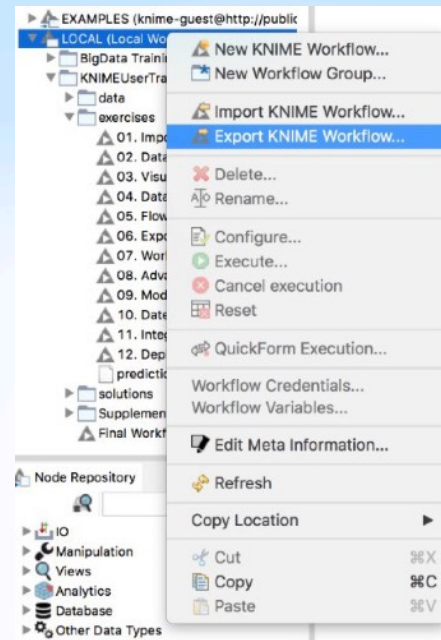 EXAMPLES (knime-guest@http://public
LOCAL (Local Wo
BigData Traini
KNIMEUserTra
data
exercises
01. Impo
02. Data
03. Visu
04. Data
05. Flow
06. Expo
07. Wor
08. Adva
09. Mod
10. Date
11. Integ
12. Dep
predictio
solutions
Supplemen
Final Workf
New KNIME Workflow...
New Workflow Group...
Import KNIME Workflow...
Export KNIME Workflow...
Delete...
Rename...
Configure...
Execute...
Cancel execution
Reset
QuickForm Execution...
Workflow Credentials...
Workflow Variables...
Edit Meta Information...
Refresh
Copy Location
Cut ⌘X
Copy ⌘C
Paste ⌘V
Node Repository
IO
Manipulation
Views
Analytics
Database
Other Data Types